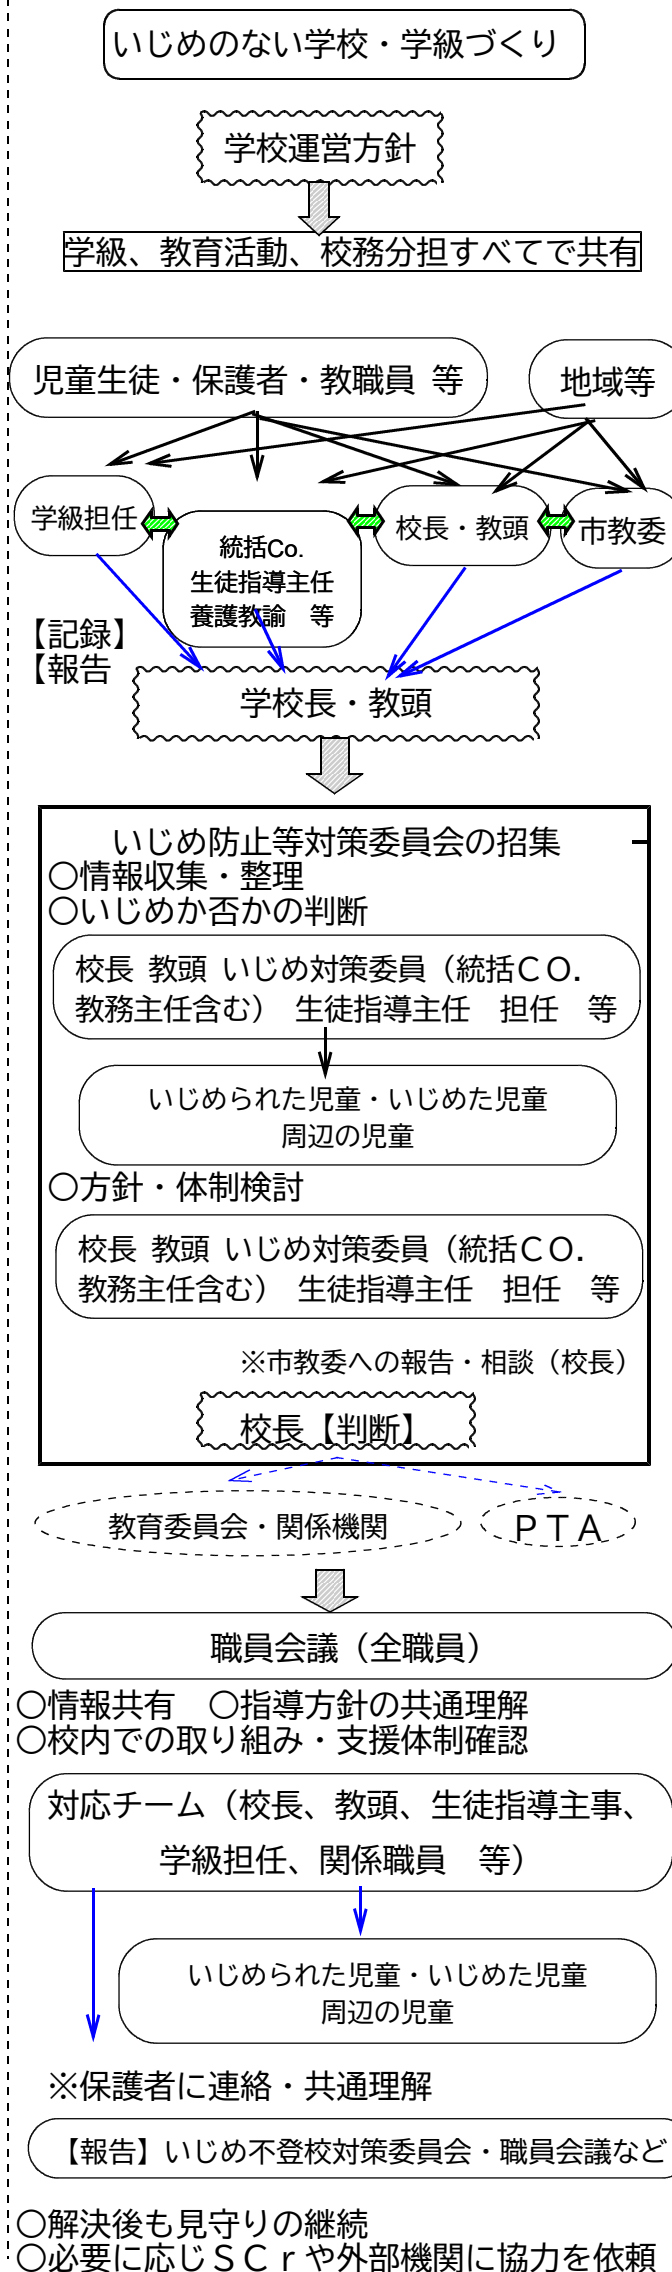 いじめのない学校・学級づくり
学校運営方針
学級、教育活動、校務分担すべてで共有
児童生徒・保護者・教職員 等
地域等
学級担任
統括Co.
生徒指導主任
養護教諭　等
校長・教頭
市教委
【記録】
【報告
学校長・教頭
いじめ防止等対策委員会の招集
○情報収集・整理
○いじめか否かの判断
校長 教頭 いじめ対策委員（統括ＣＯ．
教務主任含む）　生徒指導主任　担任　等
いじめられた児童・いじめた児童
周辺の児童
○方針・体制検討
校長 教頭 いじめ対策委員（統括ＣＯ．
教務主任含む）　生徒指導主任　担任　等
※市教委への報告・相談（校長）
校長【判断】
教育委員会・関係機関
ＰＴＡ
職員会議（全職員）
○情報共有　○指導方針の共通理解
○校内での取り組み・支援体制確認
対応チーム（校長、教頭、生徒指導主事、
学級担任、関係職員　等）
いじめられた児童・いじめた児童
周辺の児童
※保護者に連絡・共通理解
【報告】いじめ不登校対策委員会・職員会議など
○解決後も見守りの継続
○必要に応じＳＣｒや外部機関に協力を依頼